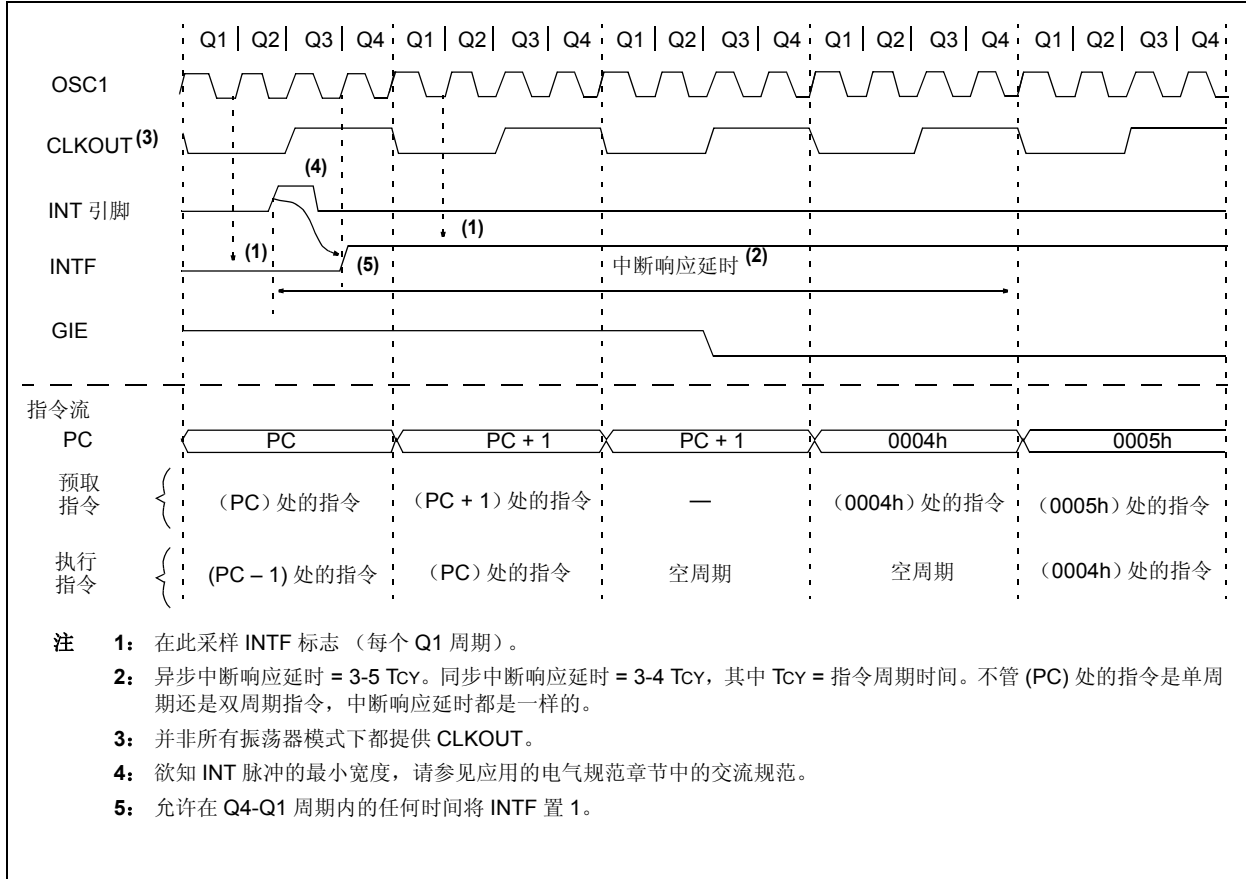 Q1 Q2 Q3 Q4 Q1 Q2 Q3 Q4 Q1 Q2 Q3 Q4 Q1 Q2 Q3 Q4 Q1 Q2 Q3 Q4
OSC1
CLKOUT (3)
(4)
INT 引脚
(1)
(1)
INTF
(5)
中断响应延时 (2)
GIE
指令流
PC
PC
PC + 1
PC + 1
0004h
0005h
预取
指令
（PC）处的指令
（PC + 1）处的指令
—
（0004h）处的指令
（0005h）处的指令
执行
指令
(PC – 1) 处的指令
（PC）处的指令
空周期
空周期
（0004h）处的指令
注 1： 在此采样 INTF 标志 （每个 Q1 周期）。
2： 异步中断响应延时 = 3-5 TCY。同步中断响应延时 = 3-4 TCY，其中 TCY = 指令周期时间。不管 (PC) 处的指令是单周
期还是双周期指令，中断响应延时都是一样的。
3： 并非所有振荡器模式下都提供 CLKOUT。
4： 欲知 INT 脉冲的最小宽度，请参见应用的电气规范章节中的交流规范。
5： 允许在 Q4-Q1 周期内的任何时间将 INTF 置 1。